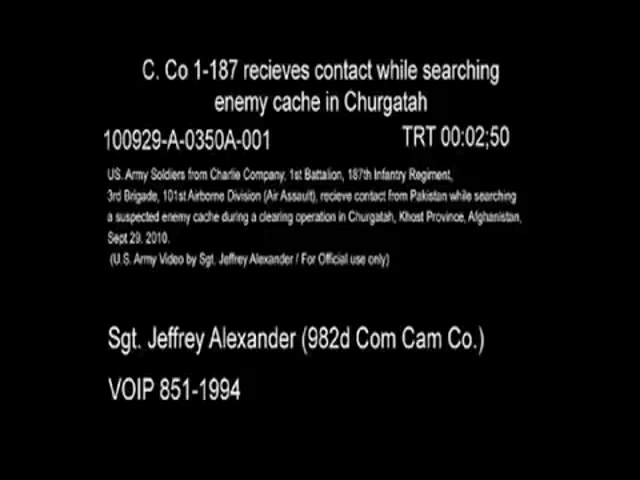 C. Co 1-187 recieves contact while searching
enemy cache in Churgatah
100929-A-0350A-001 TRT 00:02;50
US. Army Soldiers from Charlie Company, 1st Battalion, 187th Infantry Regiment,
3rd Brigade, 101st Airborne Division (Air Assault), recieve contact from Pakistan while searching
a suspected enemy cache during a clearing operation in Churgatah, Khost Province, Afghanistan,
Sept 29, 2010.
(U.S. Army Video by Sgt. Jeffrey Alexander / For Official use only)
Sgt. Jeffrey Alexander (982d Com Cam Co.)
VOIP 851-1994